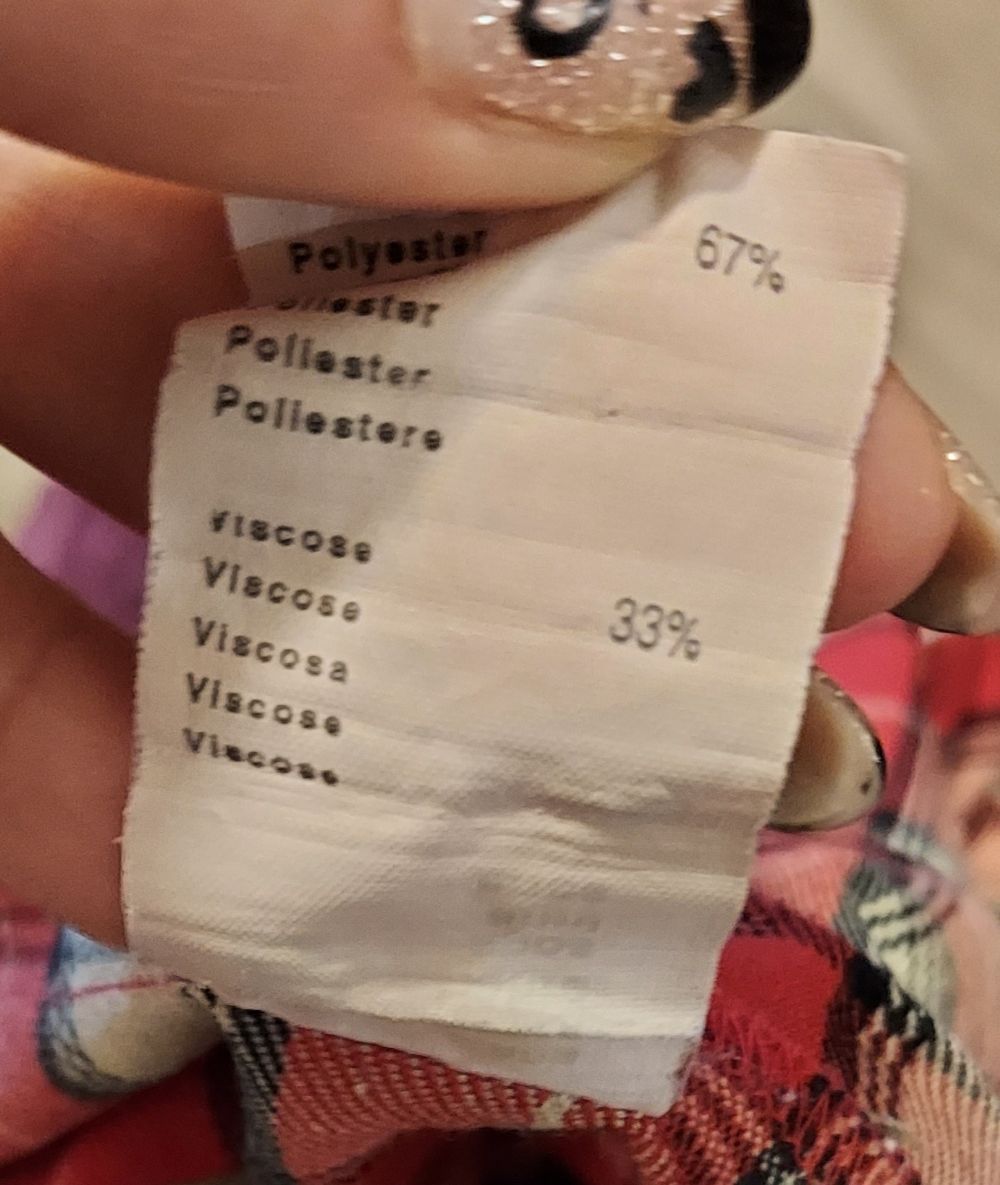 Polyester 67%
Poliester
Poliestere
Viscose
Viscose 33%
Viscosa
Viscose
Viscose